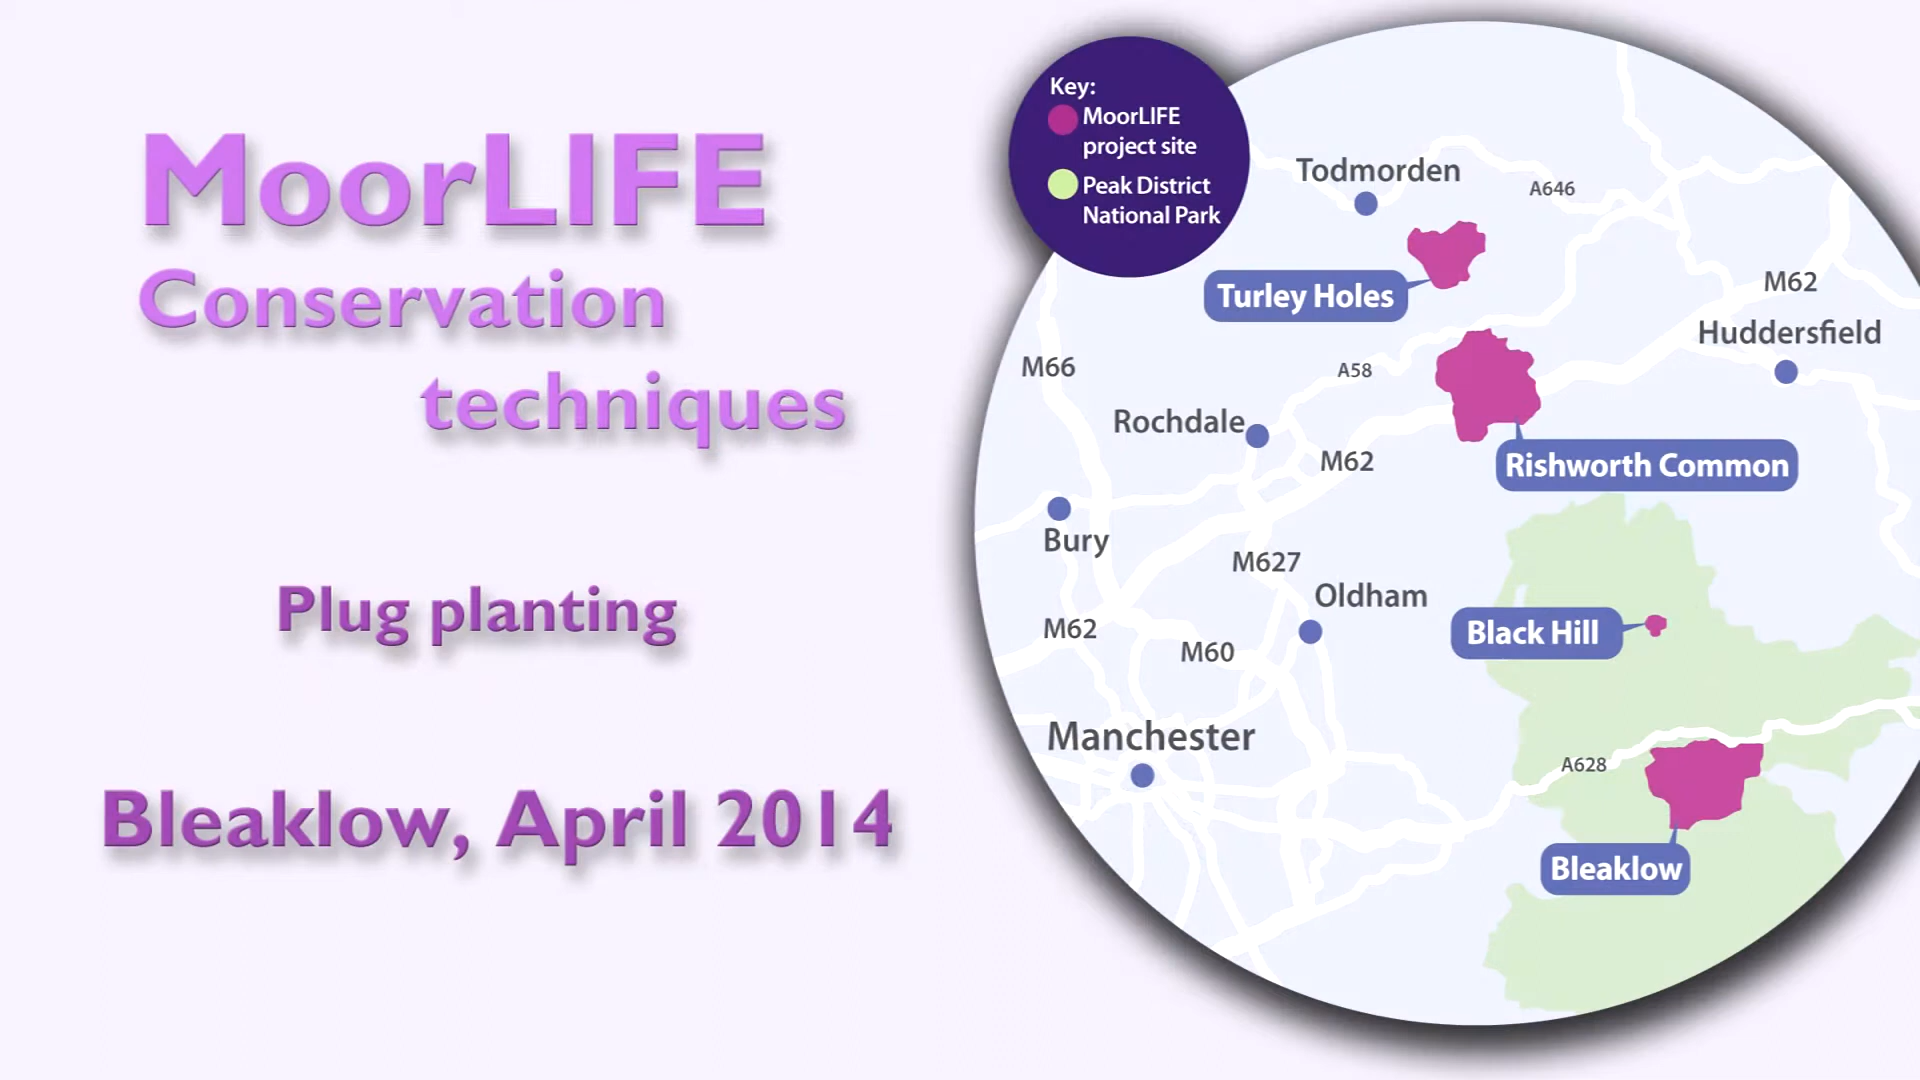 MoorLIFE
Conservation
techniques
Plug planting
Bleaklow, April 2014
Key:
MoorLIFE
project site
Peak District
National Park
Todmorden
A646
Turley Holes
M62
Huddersfield
M66
A58
Rochdale
M62
Rishworth Common
Bury
M627
Oldham
M62
Black Hill
M60
Manchester
A628
Bleaklow